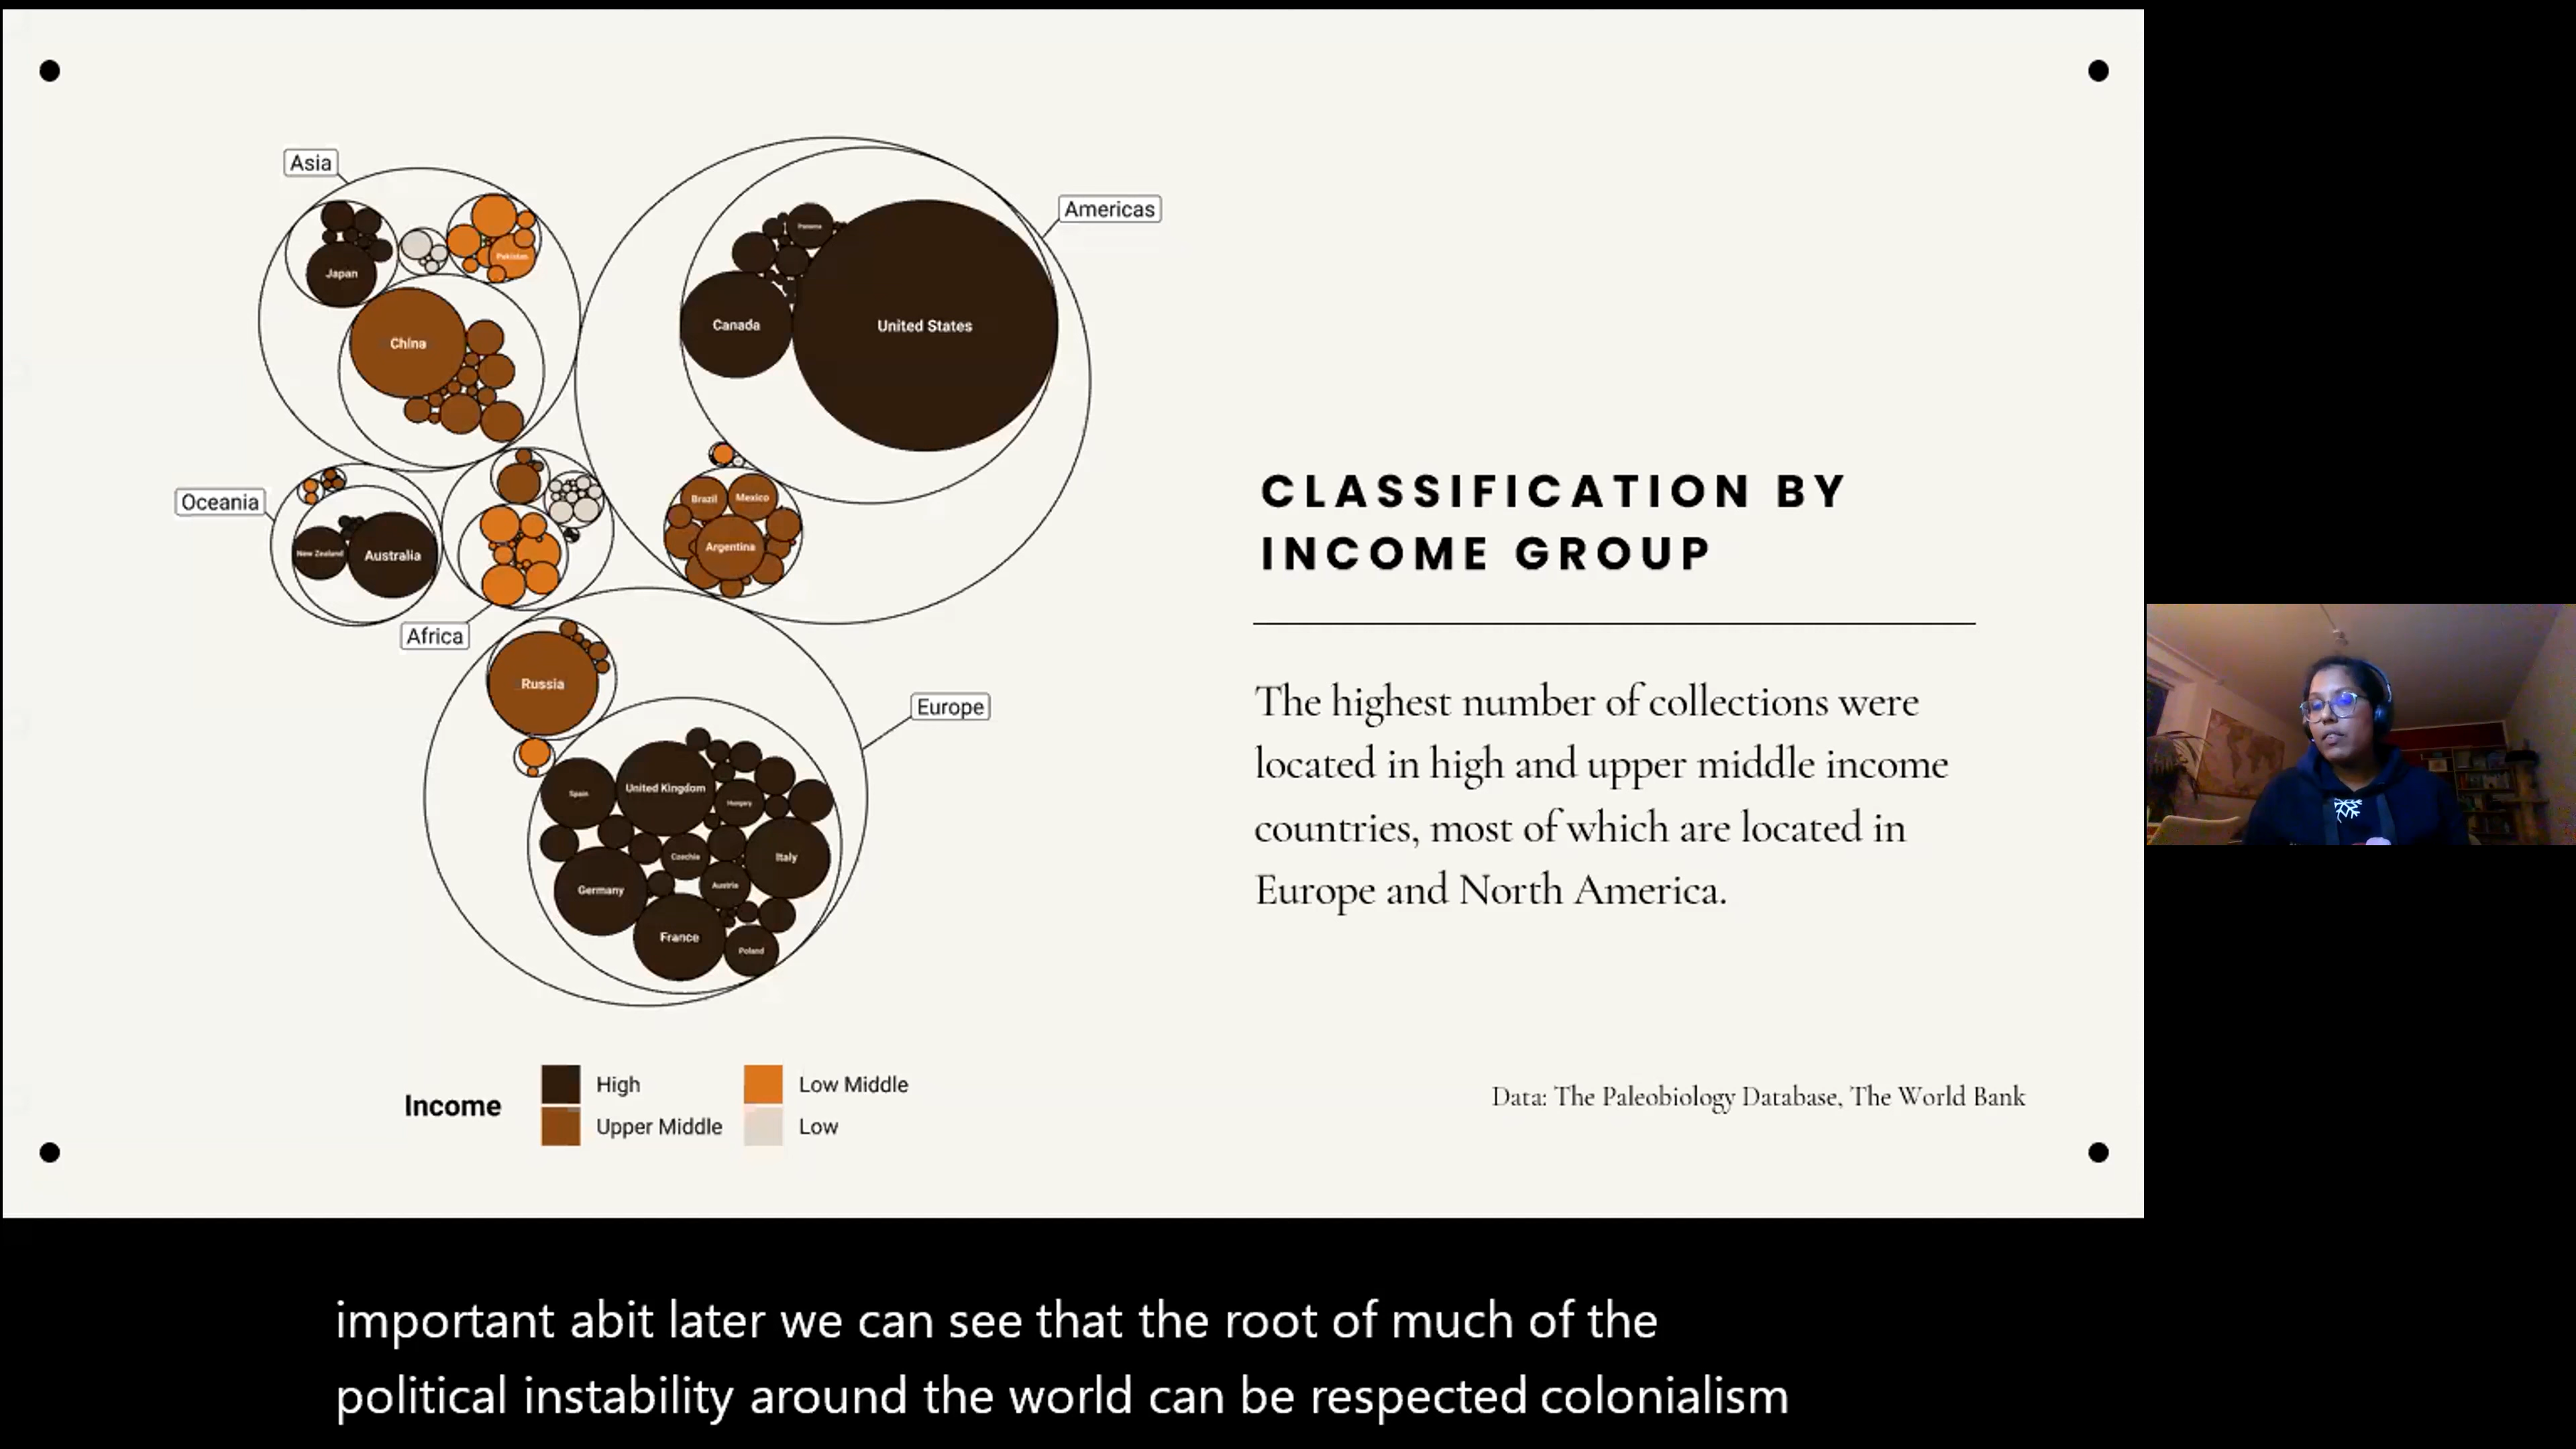 Asia
Americas
Japan
Pakistan
Panama
China
Canada
United States
Oceania
New Zealand
Australia
Brazil
Mexico
Argentina
Africa
Russia
Europe
Spain
United Kingdom
Hungary
Czechia
Italy
Germany
Austria
France
Poland
Income
High
Low Middle
Upper Middle
Low
CLASSIFICATION BY
INCOME GROUP
The highest number of collections were
located in high and upper middle income
countries, most of which are located in
Europe and North America.
Data: The Paleobiology Database, The World Bank
important abit later we can see that the root of much of the
political instability around the world can be respected colonialism